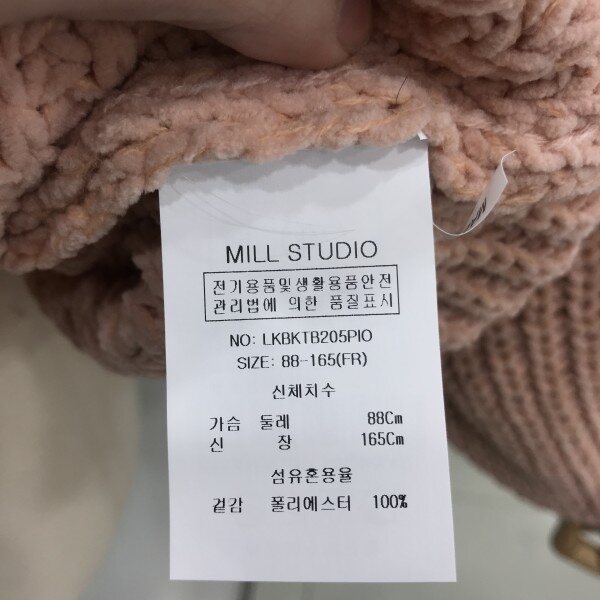 MILL STUDIO
전기용품및생활용품안전
관리법에 의한 품질표시
NO: LKBKTB205PIO
SIZE: 88-165(FR)
신체치수
가슴 둘레 88Cm
신 장 165Cm
섬유혼용율
겉감 폴리에스터 100%